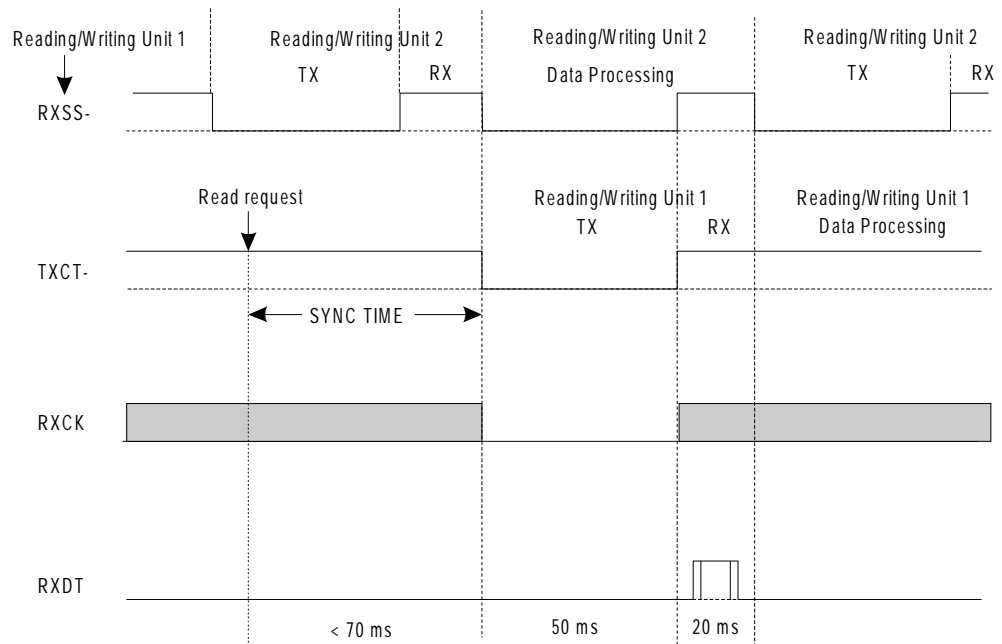 Reading/Writing Unit 1 Reading/Writing Unit 2 Reading/Writing Unit 2 Reading/Writing Unit 2
TX RX Data Processing TX RX
RXSS-
Read request Reading/Writing Unit 1 Reading/Writing Unit 1
TX RX Data Processing
TXCT-
SYNC TIME
RXCK
RXDT
< 70 ms 50 ms 20 ms